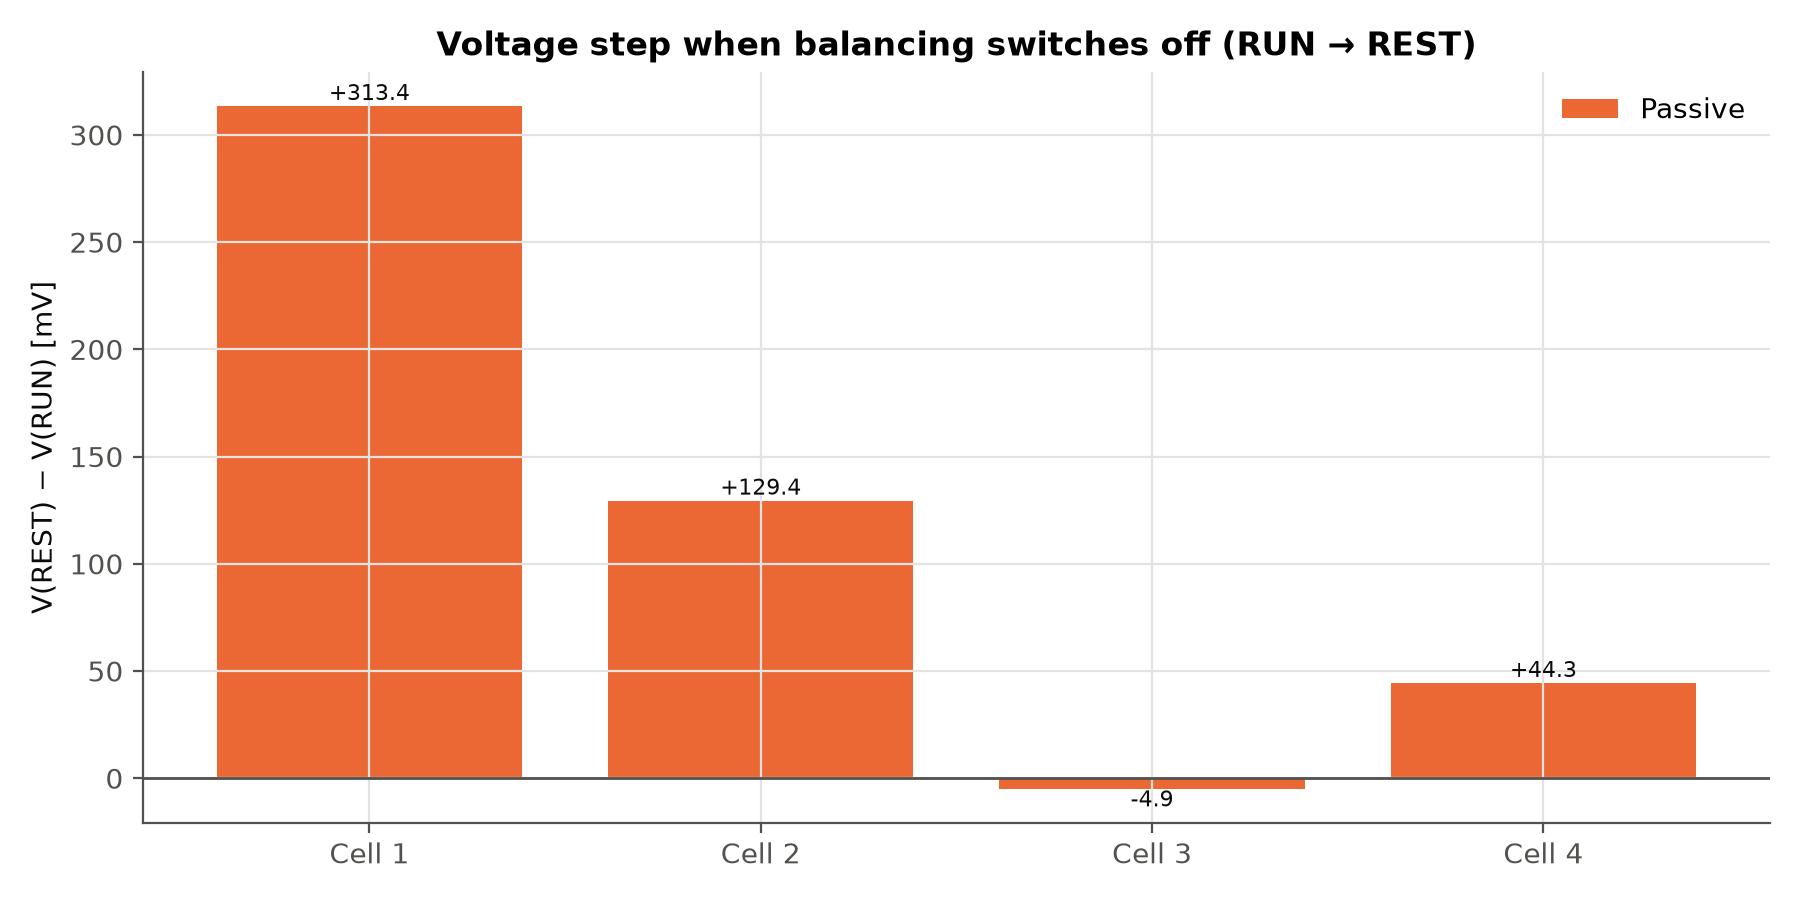 Voltage step when balancing switches off (RUN → REST)
+313.4
Passive
300
250
200
150
100
50
0
V(REST) − V(RUN) [mV]
+129.4
-4.9
+44.3
Cell 1
Cell 2
Cell 3
Cell 4